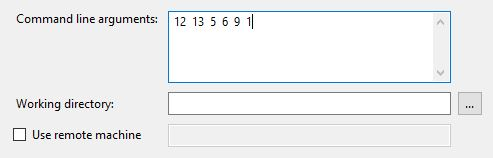 Command line arguments:
12 13 5 6 9 1
Working directory:
...
Use remote machine